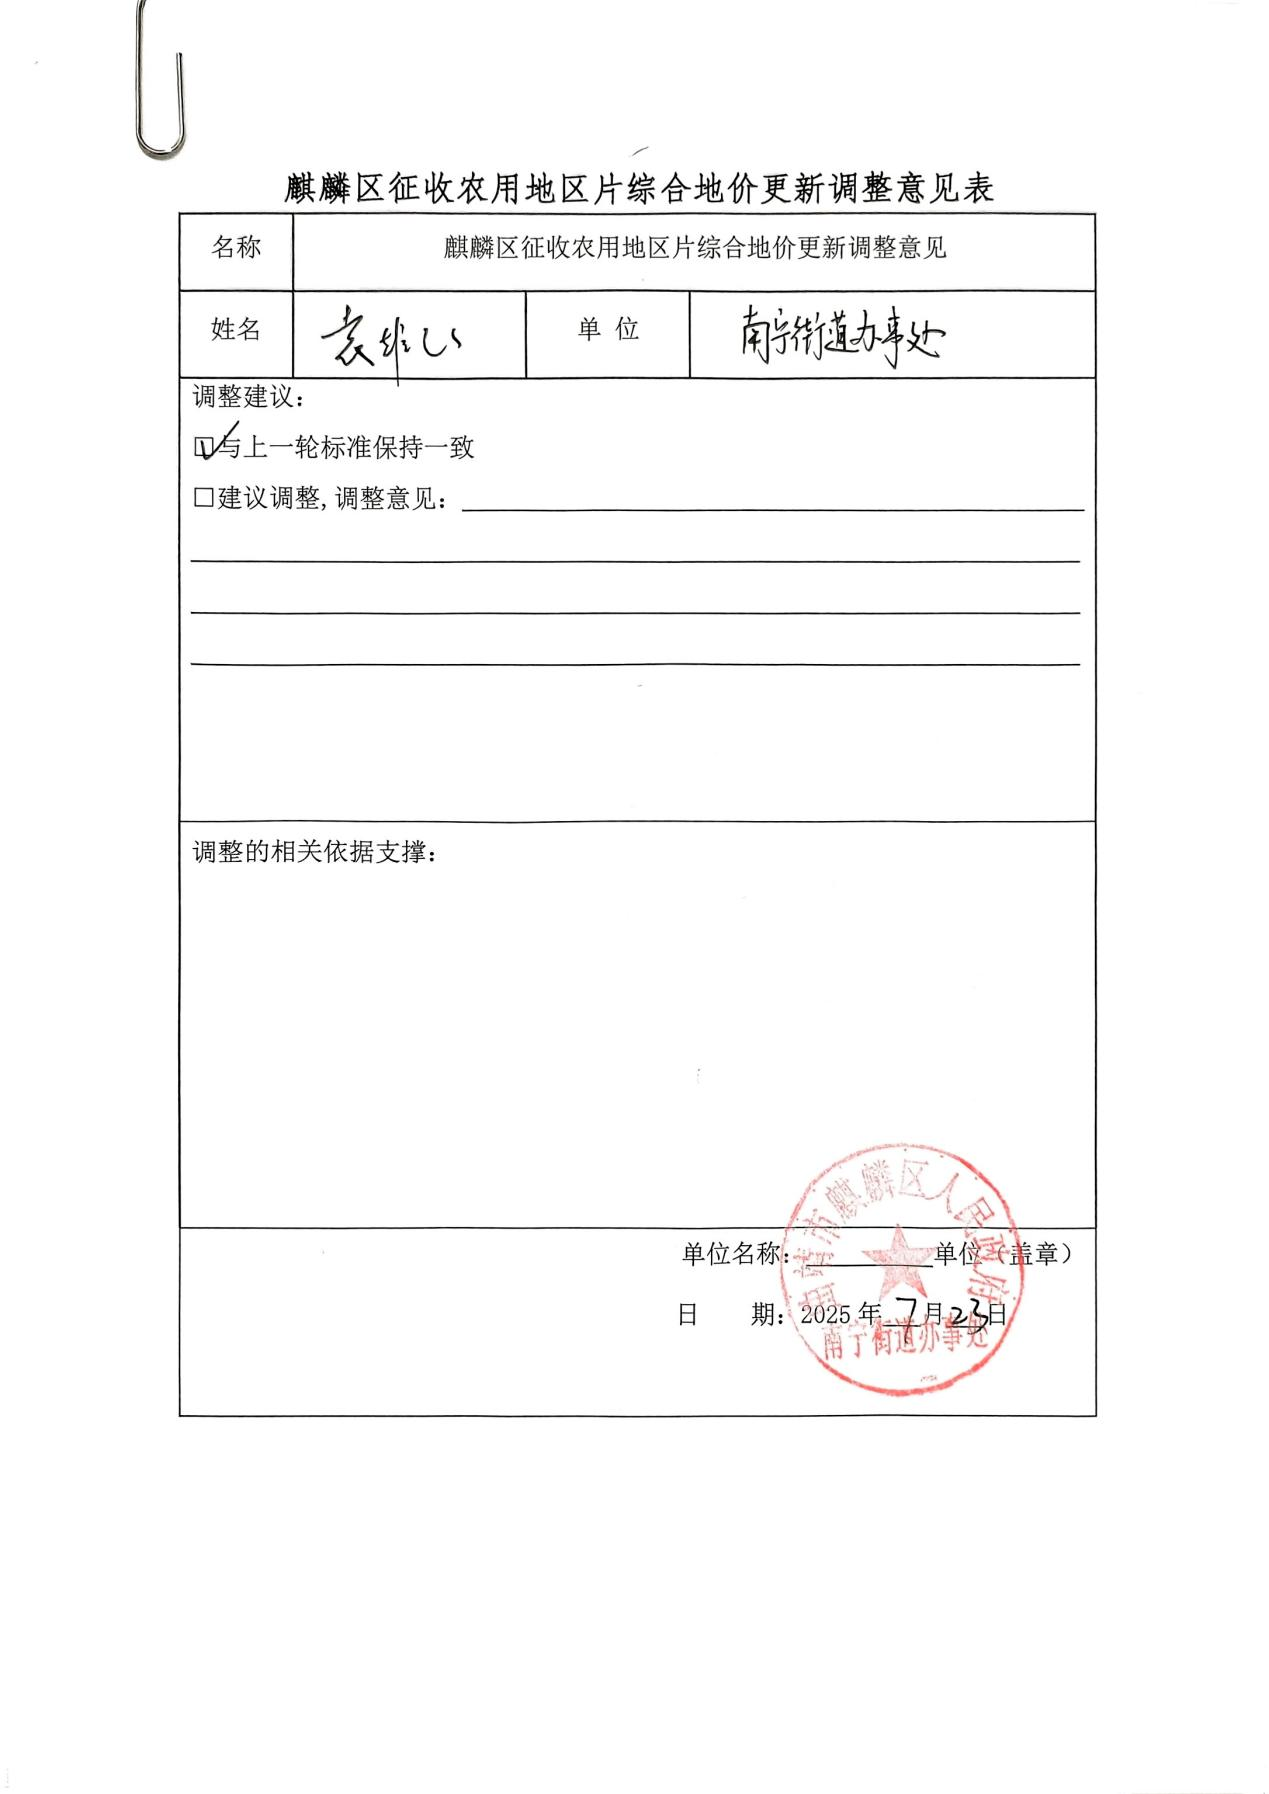 麒麟区征收农用地区片综合地价更新调整意见表
名称 麒麟区征收农用地区片综合地价更新调整意见
姓名 袁雄 单 位 南宁街道办事处
调整建议：
☑与上一轮标准保持一致
□建议调整,调整意见：
调整的相关依据支撑：
单位名称： 单位（盖章）
日 期：2025年7月23日
曲靖市麒麟区人民政府
南宁街道办事处